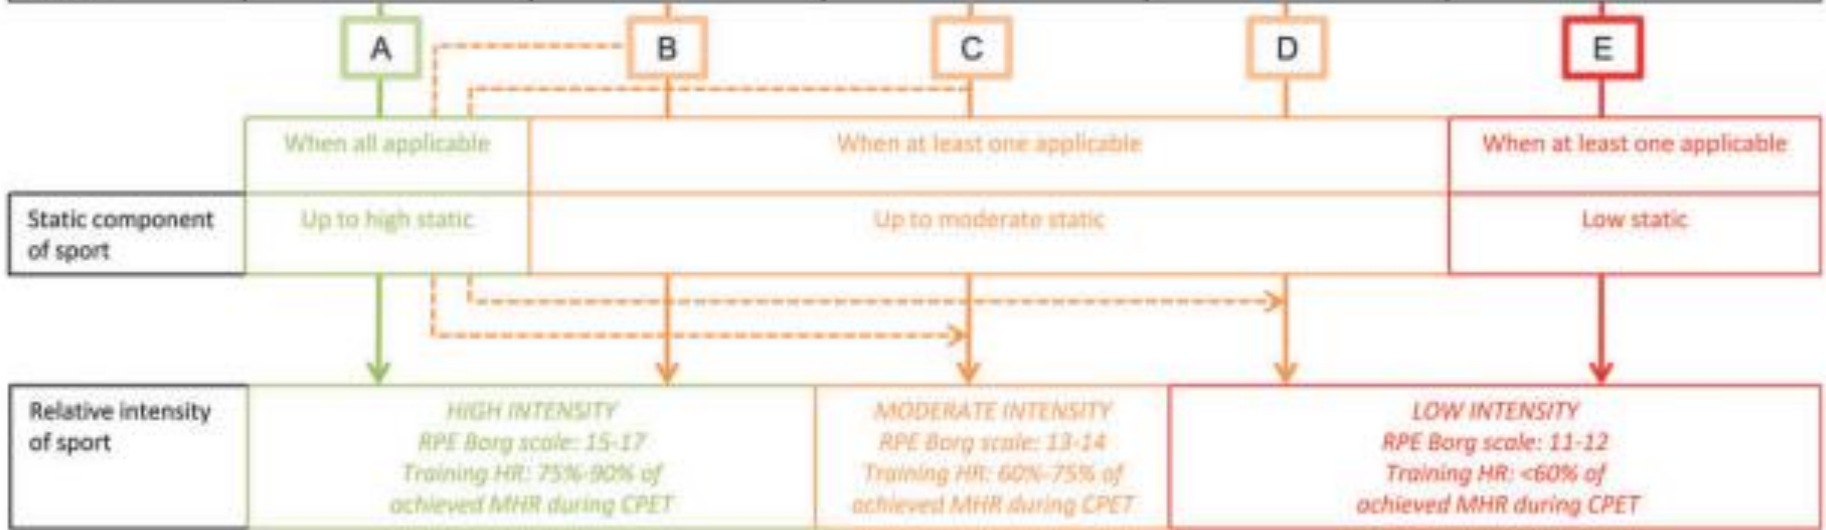 A
B
C
D
E
When all applicable
When at least one applicable
When at least one applicable
Static component
of sport
Up to high static
Up to moderate static
Low static
Relative intensity
of sport
HIGH INTENSITY
RPE Borg scale: 15-17
Training HR: 75%-90% of
achieved MHR during CPET
MODERATE INTENSITY
RPE Borg scale: 13-14
Training HR: 60%-75% of
achieved MHR during CPET
LOW INTENSITY
RPE Borg scale: 11-12
Training HR: <60% of
achieved MHR during CPET